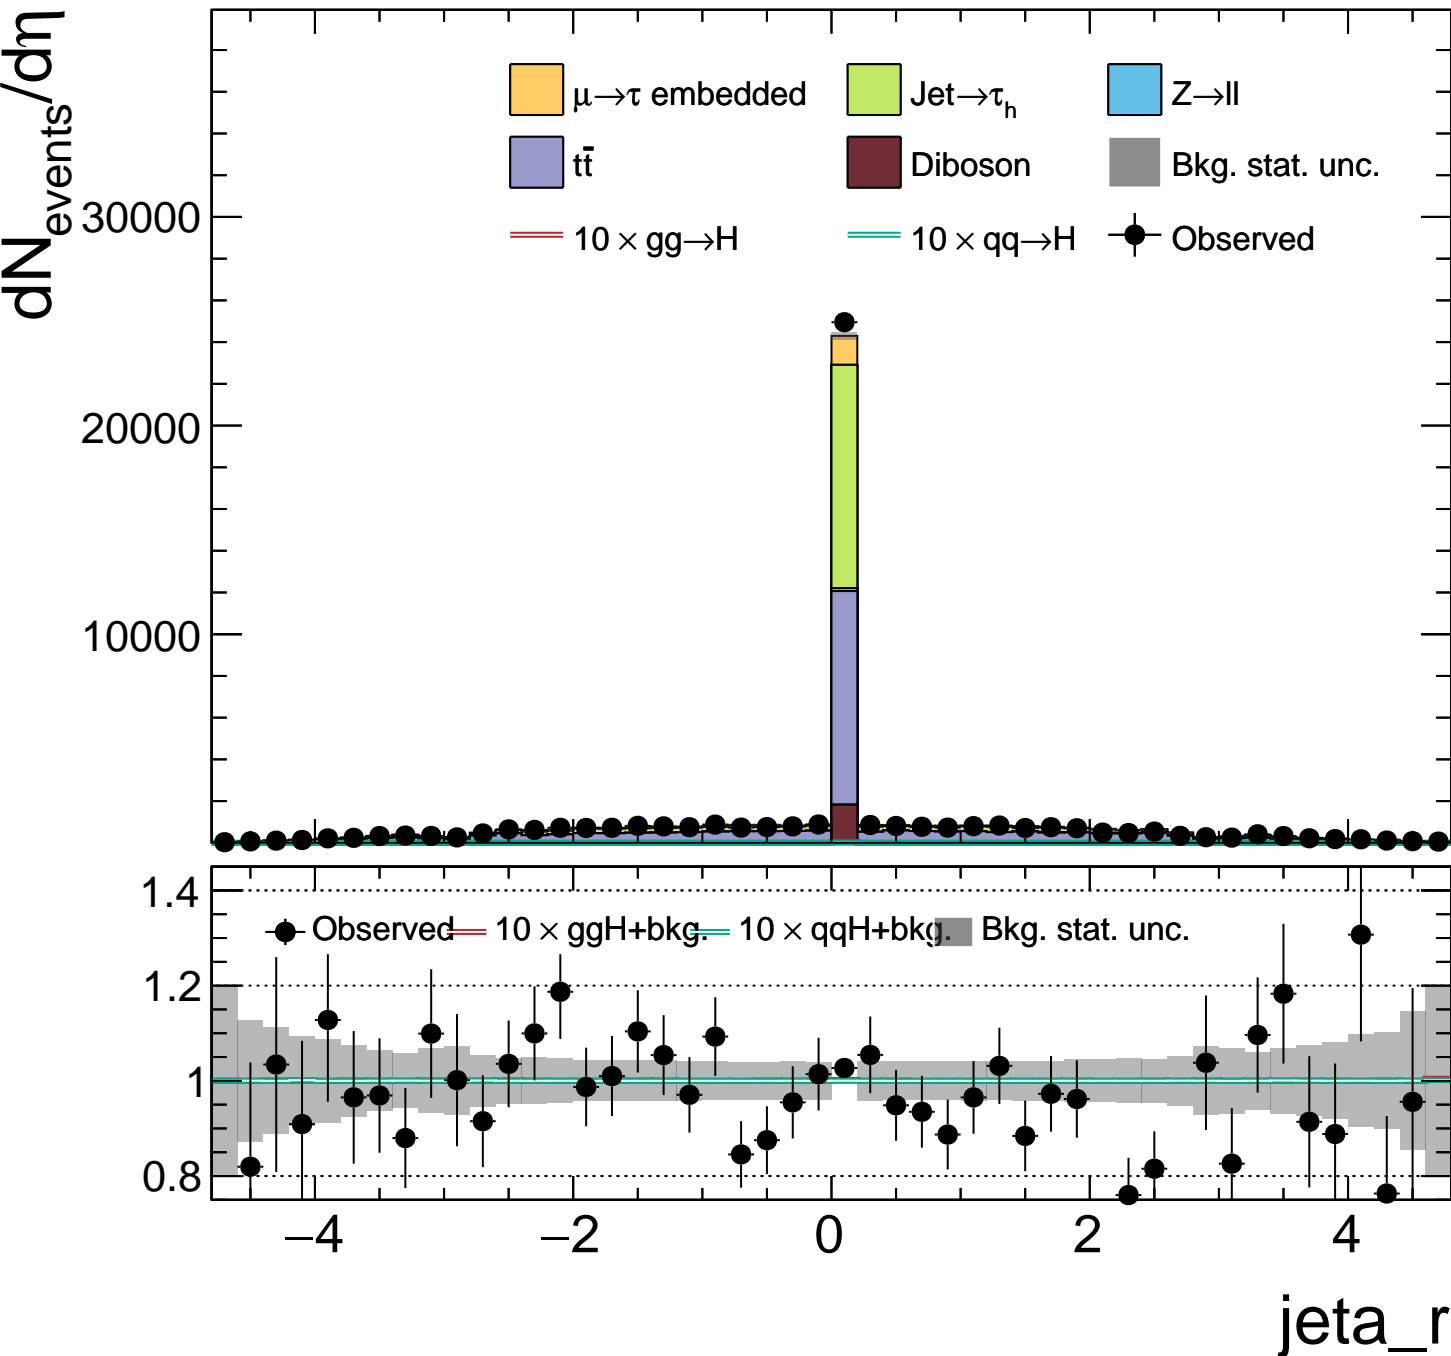 dN_events/dη
μ→τ embedded Jet→τ_h Z→ll
tt̄ Diboson Bkg. stat. unc.
10 × gg→H 10 × qq→H Observed
30000
20000
10000
1.4
Observed 10 × ggH+bkg. 10 × qqH+bkg. Bkg. stat. unc.
1.2
1
0.8
−4 −2 0 2 4
jeta_r